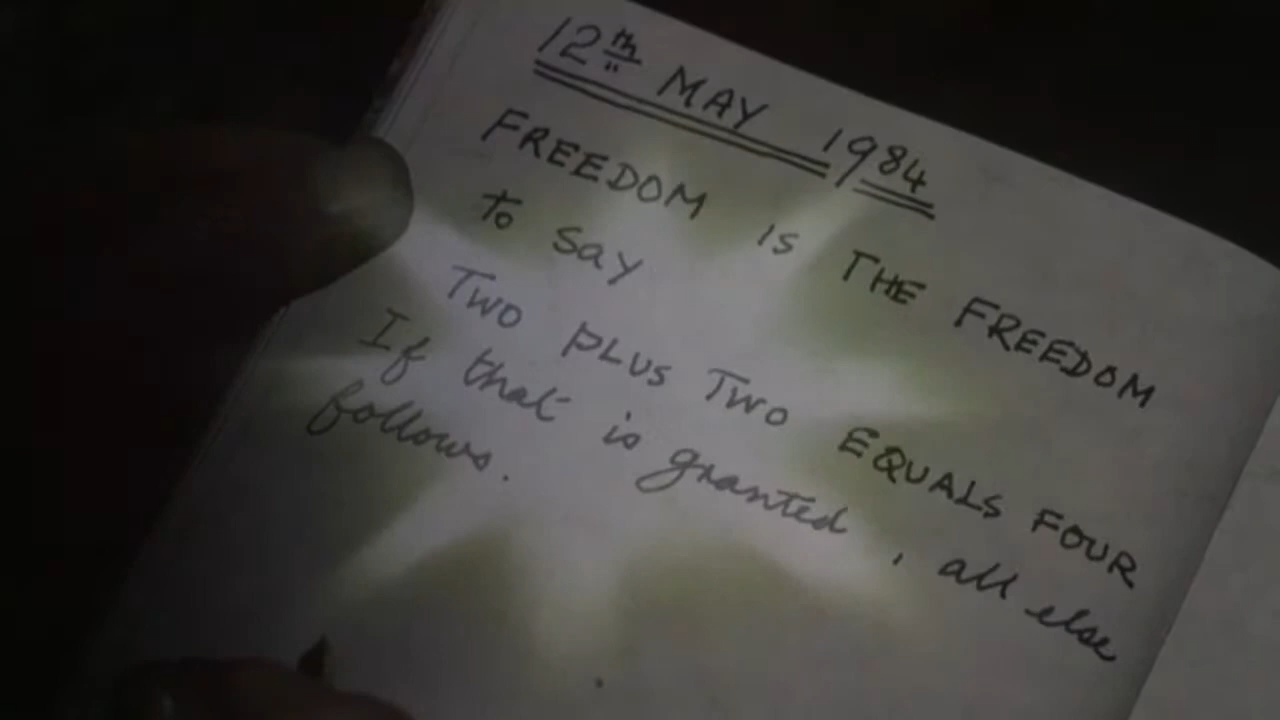 12th MAY 1984
FREEDOM is THE FREEDOM
to say
Two PLUS TWO EQUALS FOUR
If that is granted, all else
follows.